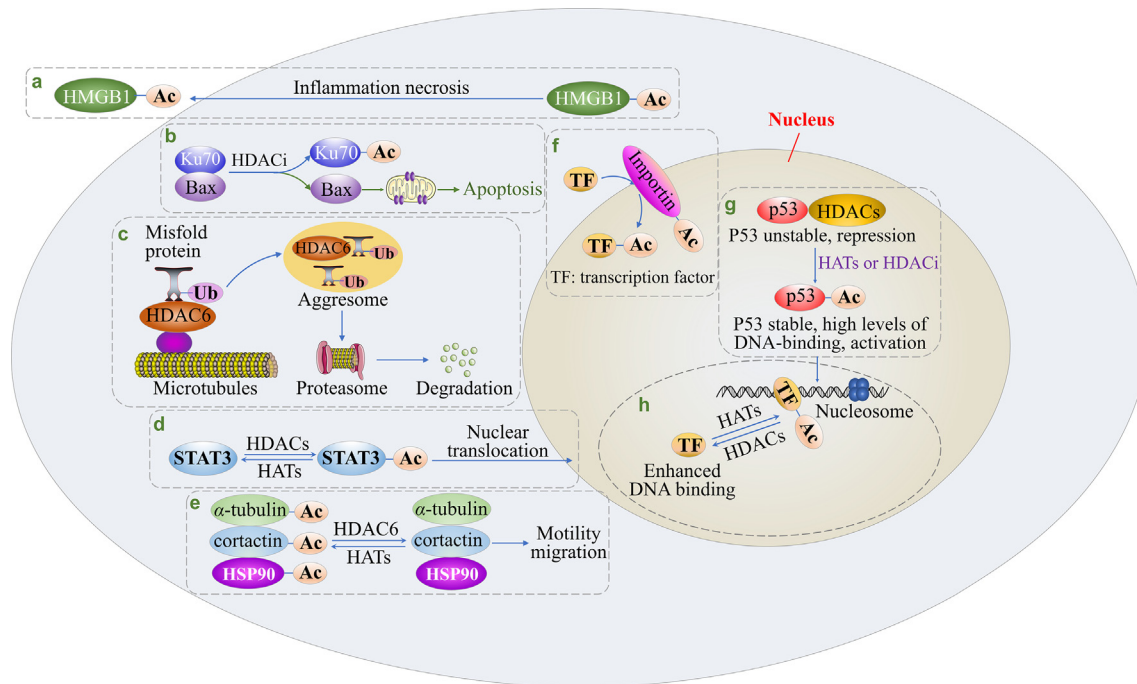 a
HMGB1
Ac
Inflammation necrosis
HMGB1
Ac
b
Ku70
Bax
HDACi
Ku70
Ac
Bax
Apoptosis
c
Misfold
protein
Ub
HDAC6
Microtubules
HDAC6
Ub
Ub
Aggresome
Proteasome
Degradation
d
STAT3
HDACs
HATs
STAT3
Ac
Nuclear
translocation
e
α-tubulin
Ac
cortactin
Ac
HSP90
Ac
HDAC6
HATs
α-tubulin
cortactin
HSP90
Motility
migration
f
TF
Importin
Ac
TF
Ac
TF: transcription factor
Nucleus
g
p53
HDACs
P53 unstable, repression
HATs or HDACi
p53
Ac
P53 stable, high levels of
DNA-binding, activation
h
TF
Ac
Nucleosome
HATs
HDACs
TF
Enhanced
DNA binding